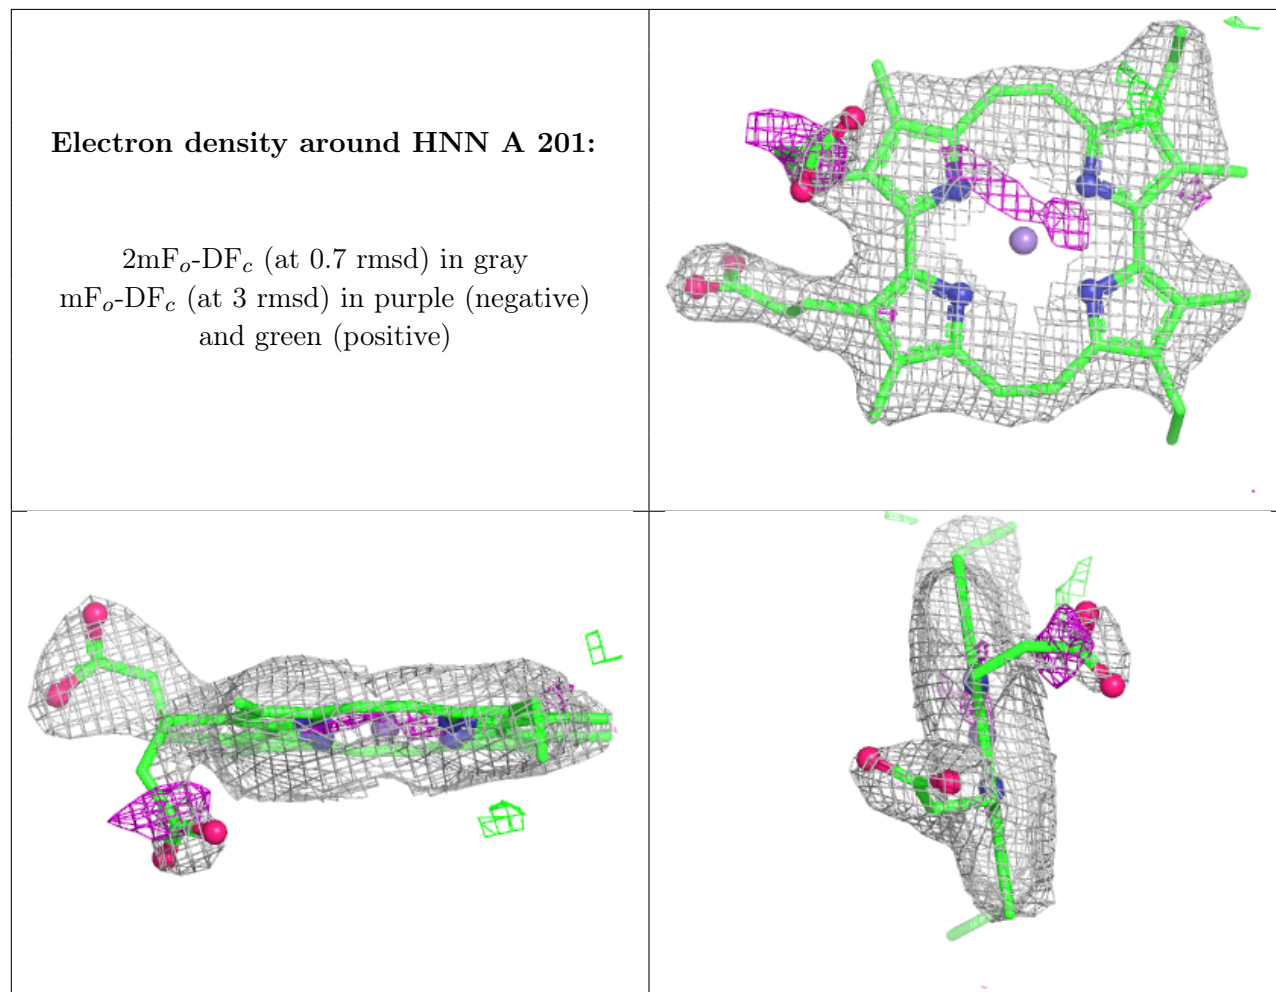 Electron density around HNN A 201:
2mFo-DFc (at 0.7 rmsd) in gray
mFo-DFc (at 3 rmsd) in purple (negative)
and green (positive)